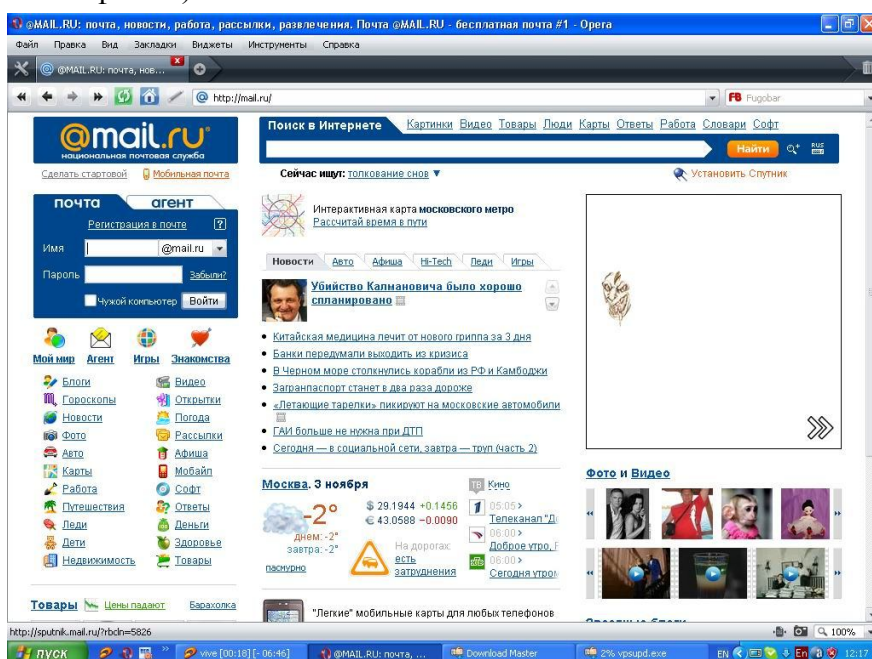 @MAIL.RU: почта, новости, работа, рассылки, развлечения. Почта @MAIL.RU - бесплатная почта #1 - Opera
Файл Правка Вид Закладки Виджеты Инструменты Справка
@MAIL.RU: почта, нов...
http://mail.ru/
Fugobar
@mail.ru
национальная почтовая служба
Сделать стартовой Мобильная почта
Поиск в Интернете Картинки Видео Товары Люди Карты Ответы Работа Словари Софт
Найти
RUS
Сейчас ищут: толкование снов
Установить Спутник
почта агент
Регистрация в почте ?
Имя @mail.ru
Пароль Забыли?
Чужой компьютер Войти
Мой мир Агент Игры Знакомства
Блоги Видео
Гороскопы Открытки
Новости Погода
Фото Рассылки
Авто Афиша
Карты Мобайл
Работа Софт
Путешествия Ответы
Леди Деньги
Дети Здоровье
Недвижимость Товары
Товары Цены падают Барахолка
Интерактивная карта московского метро
Рассчитай время в пути
Новости Авто Афиша Hi-Tech Леди Игры
Убийство Калмановича было хорошо
спланировано
Китайская медицина лечит от нового гриппа за 3 дня
Банки передумали выходить из кризиса
В Черном море столкнулись корабли из РФ и Камбоджи
Загранпаспорт станет в два раза дороже
«Летающие тарелки» пикируют на московские автомобили
ГАИ больше не нужна при ДТП
Сегодня — в социальной сети, завтра — труп (часть 2)
Москва. 3 ноября
-2°
днем: -2°
завтра: -2°
пасмурно
$ 29.1944 +0.1456
€ 43.0588 -0.0090
На дорогах:
есть
затруднения
ТВ Кино
05:05 >
Телеканал "Д
06:00 >
Доброе утро,
06:00 >
Сегодня утром
"Легкие" мобильные карты для любых телефонов
Фото и Видео
http://sputnik.mail.ru/?rbcln=5826
100%
пуск
vive [00:18] [- 06:46]
@MAIL.RU: почта, ...
Download Master
2% vpsupd.exe
EN
12:17